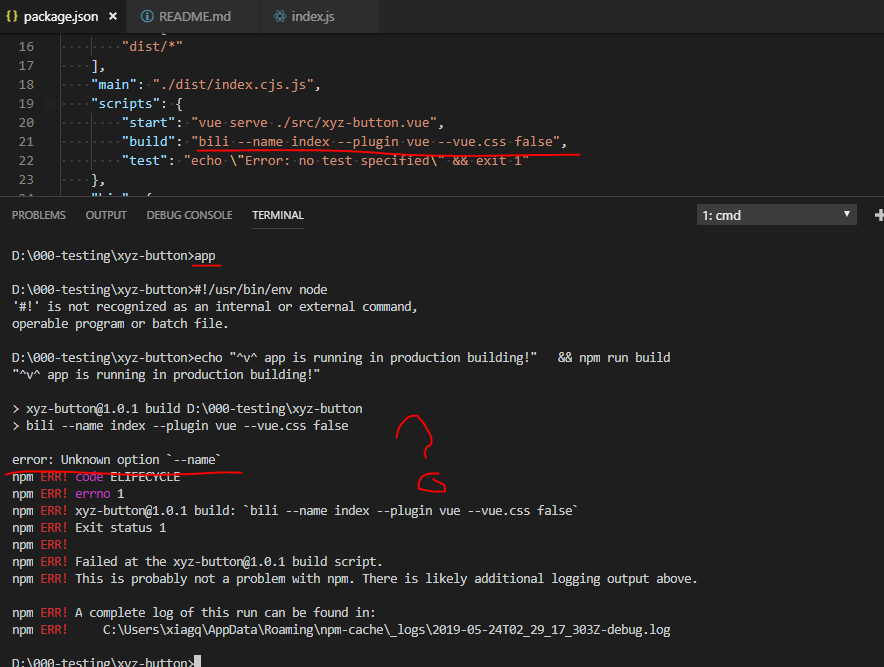 {} package.json × README.md index.js
16 "dist/*"
17 ],
18 "main": "./dist/index.cjs.js",
19 "scripts": {
20 "start": "vue serve ./src/xyz-button.vue",
21 "build": "bili --name index --plugin vue --vue.css false",
22 "test": "echo \"Error: no test specified\" && exit 1"
23 },
PROBLEMS OUTPUT DEBUG CONSOLE TERMINAL 1: cmd
D:\000-testing\xyz-button>app
D:\000-testing\xyz-button>#!/usr/bin/env node
'#!' is not recognized as an internal or external command,
operable program or batch file.
D:\000-testing\xyz-button>echo "^v^ app is running in production building!"   && npm run build
"^v^ app is running in production building!"
> xyz-button@1.0.1 build D:\000-testing\xyz-button
> bili --name index --plugin vue --vue.css false
error: Unknown option `--name`
npm ERR! code ELIFECYCLE
npm ERR! errno 1
npm ERR! xyz-button@1.0.1 build: `bili --name index --plugin vue --vue.css false`
npm ERR! Exit status 1
npm ERR!
npm ERR! Failed at the xyz-button@1.0.1 build script.
npm ERR! This is probably not a problem with npm. There is likely additional logging output above.
npm ERR! A complete log of this run can be found in:
npm ERR!     C:\Users\xiagq\AppData\Roaming\npm-cache\_logs\2019-05-24T02_29_17_303Z-debug.log
D:\000-testing\xyz-button>